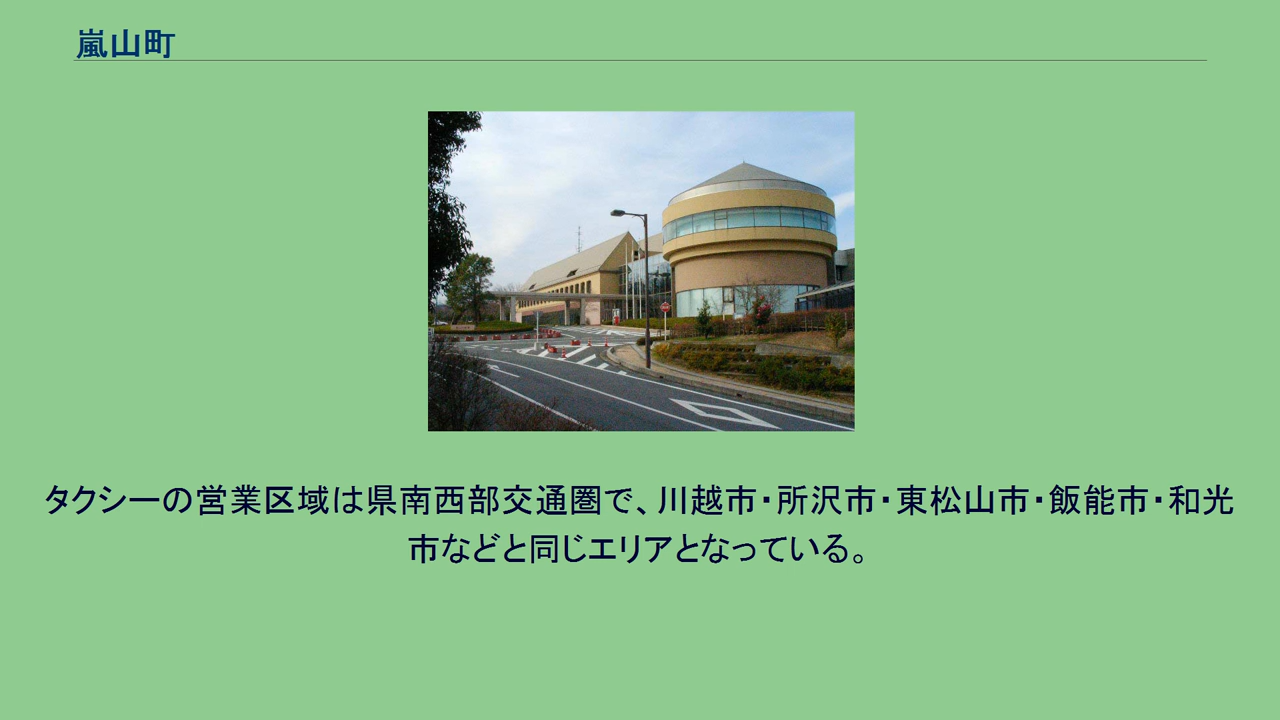 嵐山町
タクシーの営業区域は県南西部交通圏で、川越市・所沢市・東松山市・飯能市・和光
市などと同じエリアとなっている。